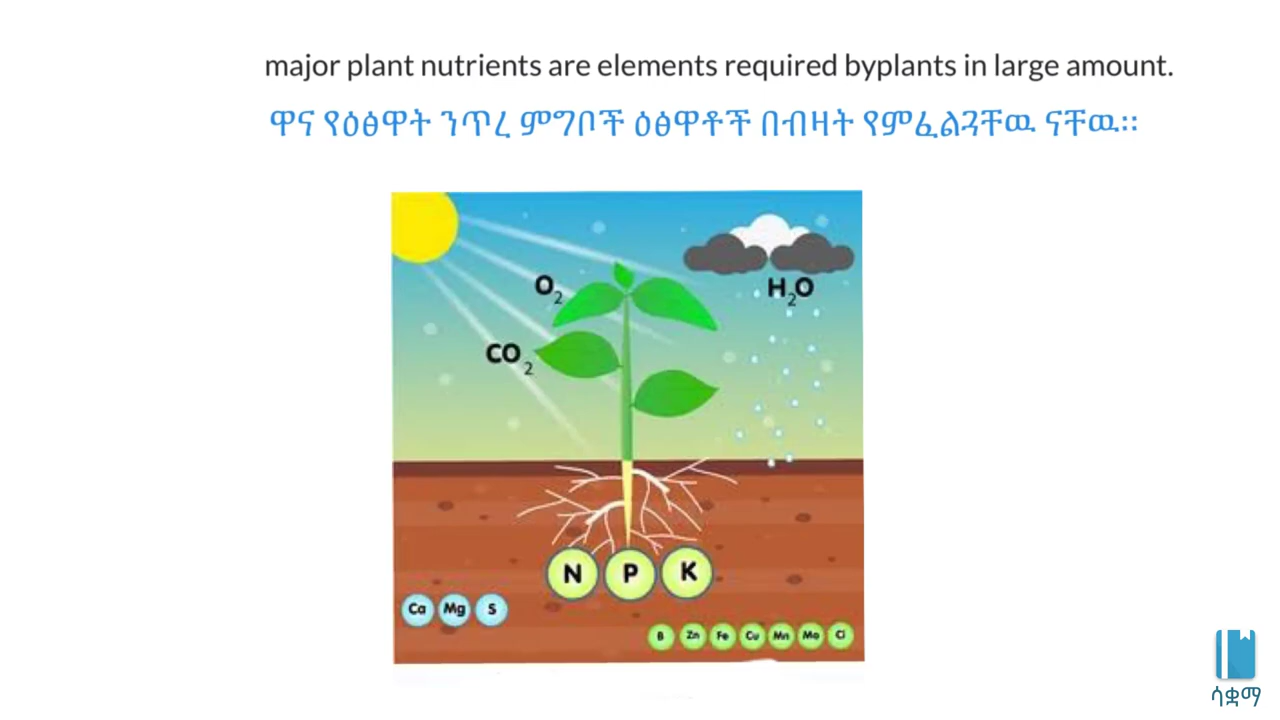 major plant nutrients are elements required byplants in large amount.
ዋና የዕፅዋት ንጥረ ምግቦች ዕፅዋቶች በብዛት የምፈልጓቸዉ ናቸዉ፡፡
O2
H2O
CO2
N P K
Ca Mg S
B Zn Fe Cu Mn Mo Cl
ሳቋማ